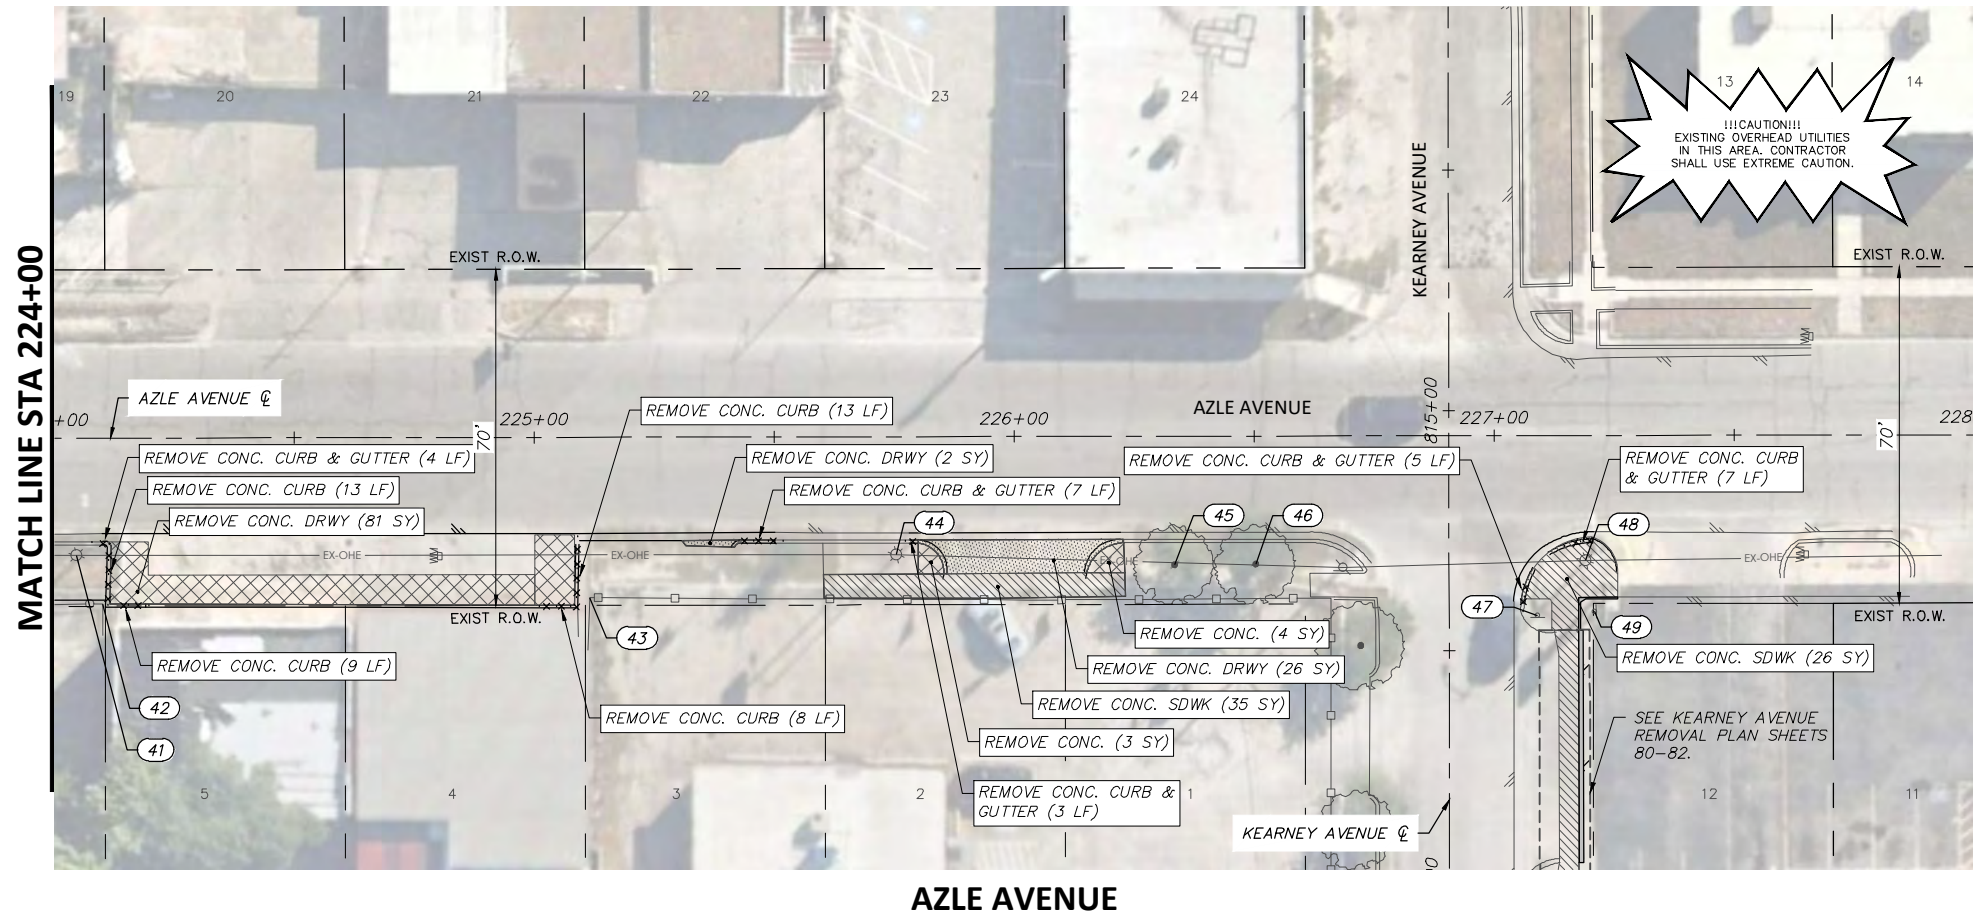 19
20
21
22
23
24
13
14
!!!CAUTION!!!
EXISTING OVERHEAD UTILITIES
IN THIS AREA. CONTRACTOR
SHALL USE EXTREME CAUTION.
KEARNEY AVENUE
EXIST R.O.W.
EXIST R.O.W.
MATCH LINE STA 224+00
WM
AZLE AVENUE ℄
+00
225+00
226+00
AZLE AVENUE
815+00
227+00
228
70'
70'
REMOVE CONC. CURB (13 LF)
REMOVE CONC. CURB & GUTTER (4 LF)
REMOVE CONC. DRWY (2 SY)
REMOVE CONC. CURB & GUTTER (5 LF)
REMOVE CONC. CURB
& GUTTER (7 LF)
REMOVE CONC. CURB (13 LF)
REMOVE CONC. CURB & GUTTER (7 LF)
REMOVE CONC. DRWY (81 SY)
44
45
46
48
EX-OHE
WM
EX-OHE
EX-OHE
EX-OHE
WM
EXIST R.O.W.
43
47
49
EXIST R.O.W.
REMOVE CONC. (4 SY)
REMOVE CONC. CURB (9 LF)
REMOVE CONC. DRWY (26 SY)
REMOVE CONC. SDWK (26 SY)
42
REMOVE CONC. CURB (8 LF)
REMOVE CONC. SDWK (35 SY)
SEE KEARNEY AVENUE
REMOVAL PLAN SHEETS
80-82.
41
REMOVE CONC. (3 SY)
5
4
3
2
REMOVE CONC. CURB &
GUTTER (3 LF)
1
12
11
KEARNEY AVENUE ℄
AZLE AVENUE